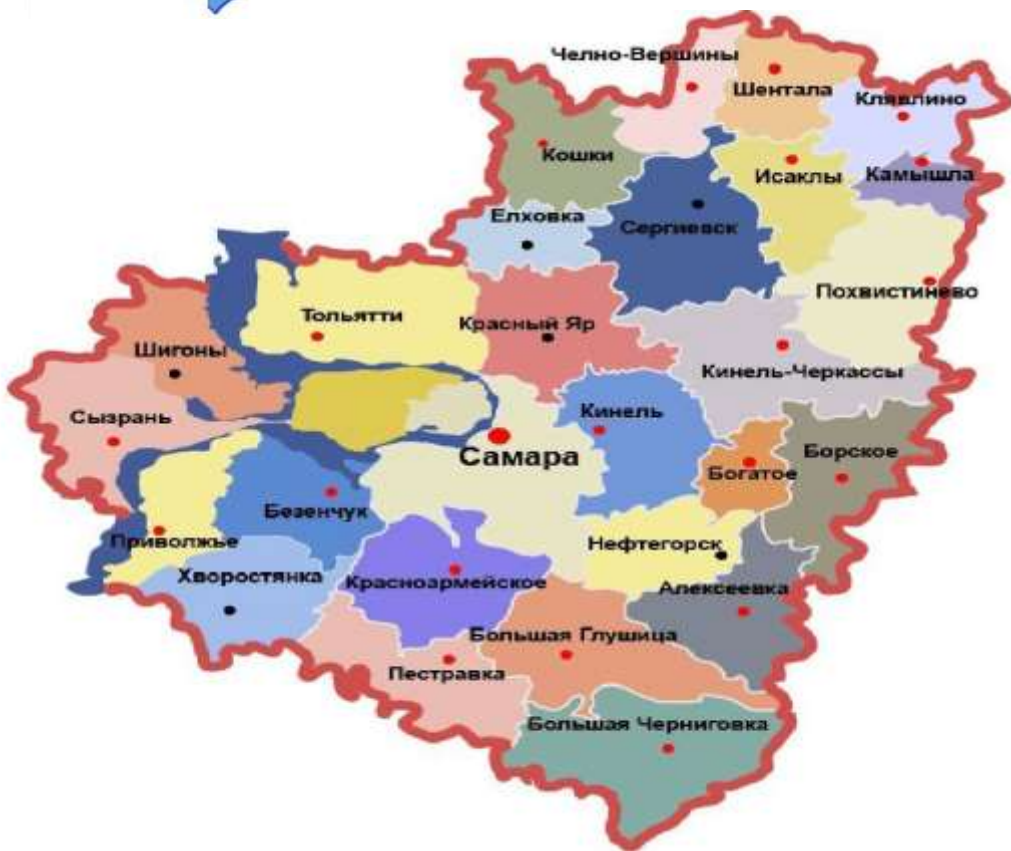 Челно-Вершины
Шентала
Клявлино
Кошки
Исаклы
Камышла
Елховка
Сергиевск
Похвистинево
Тольятти
Красный Яр
Шигоны
Кинель-Черкассы
Сызрань
Кинель
Самара
Богатое
Борское
Безенчук
Приволжье
Нефтегорск
Хворостянка
Красноармейское
Алексеевка
Большая Глушица
Пестравка
Большая Черниговка